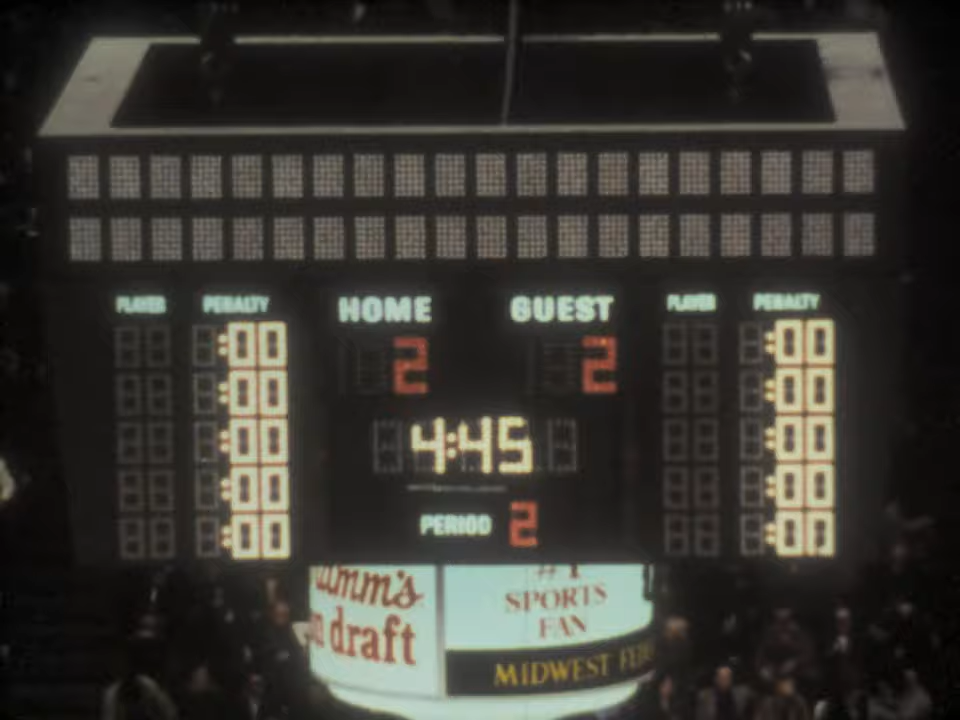 PLAYER PENALTY HOME GUEST PLAYER PENALTY
2 2
:00 :00
:00 :00
4:45
:00 :00
:00 :00
PERIOD 2
:00 :00
#1
SPORTS
FAN
draft
MIDWEST